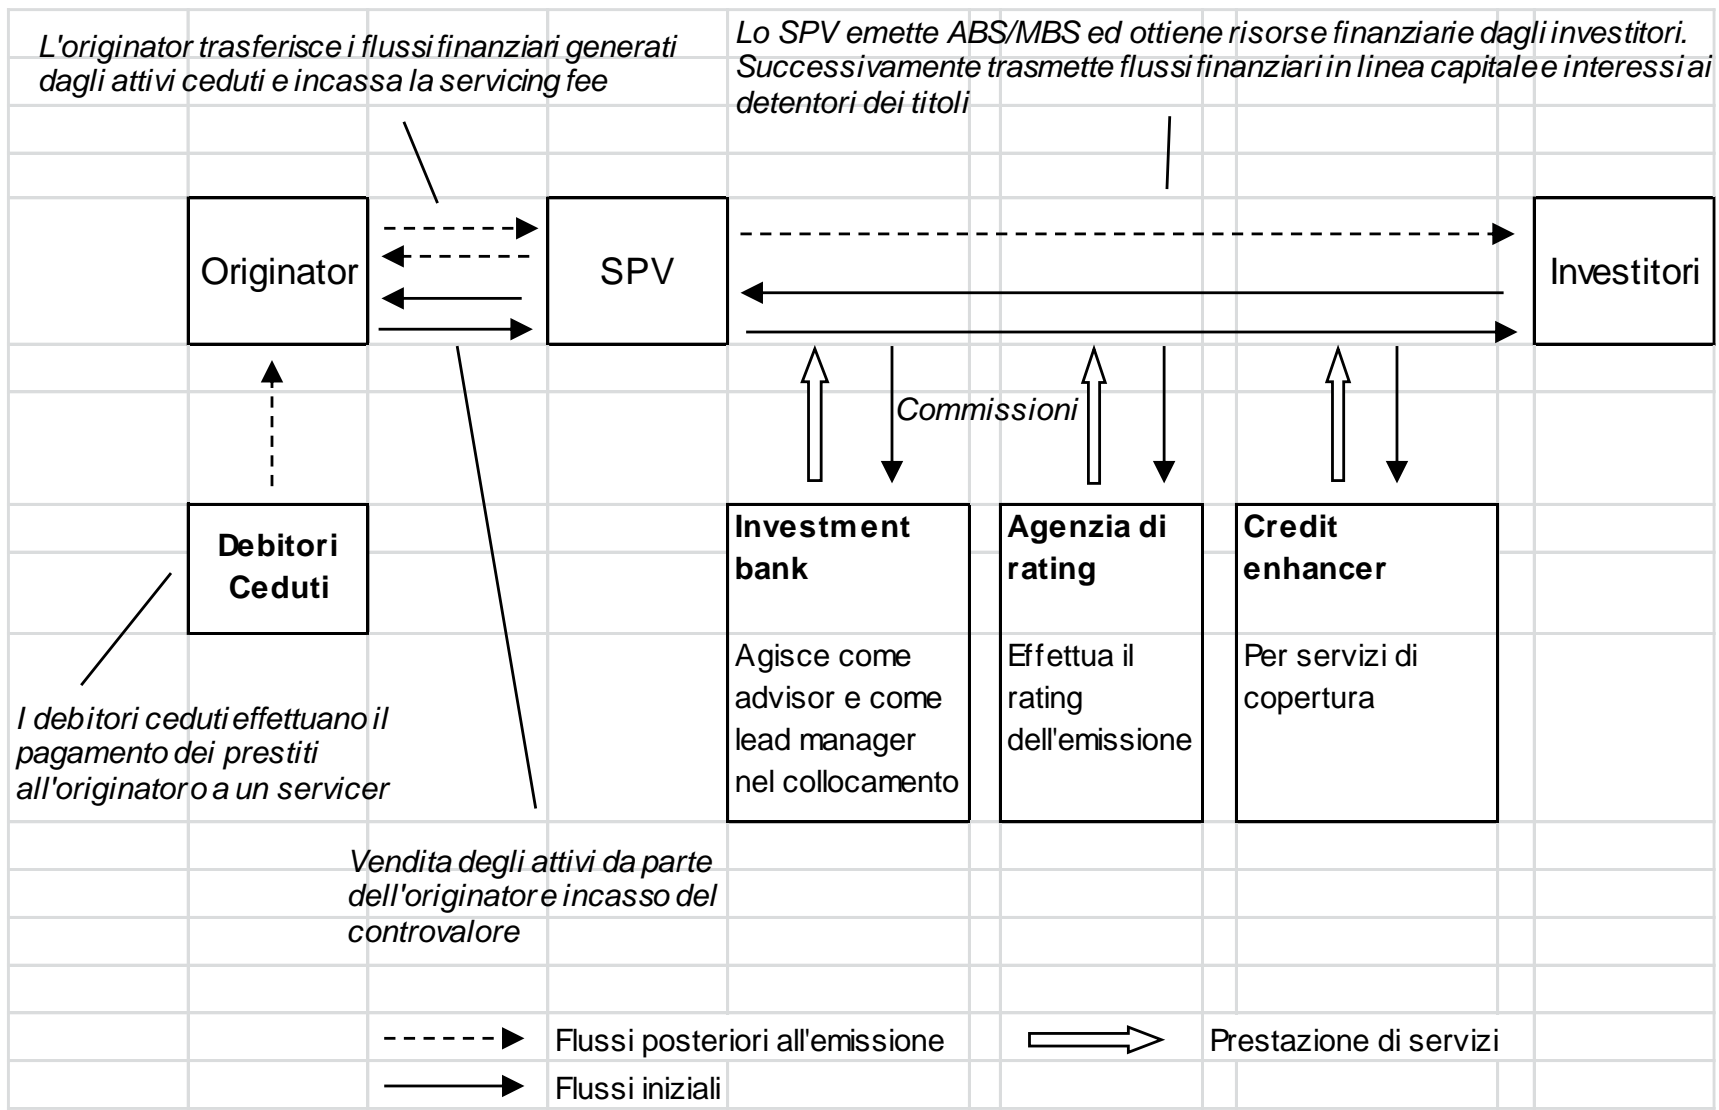 L'originator trasferisce i flussi finanziari generati
dagli attivi ceduti e incassa la servicing fee
Lo SPV emette ABS/MBS ed ottiene risorse finanziarie dagli investitori.
Successivamente trasmette flussi finanziari in linea capitale e interessi ai
detentori dei titoli
Originator
SPV
Investitori
Commissioni
Debitori
Ceduti
Investment
bank
Agisce come
advisor e come
lead manager
nel collocamento
Agenzia di
rating
Effettua il
rating
dell'emissione
Credit
enhancer
Per servizi di
copertura
I debitori ceduti effettuano il
pagamento dei prestiti
all'originator o a un servicer
Vendita degli attivi da parte
dell'originator e incasso del
controvalore
Flussi posteriori all'emissione
Prestazione di servizi
Flussi iniziali